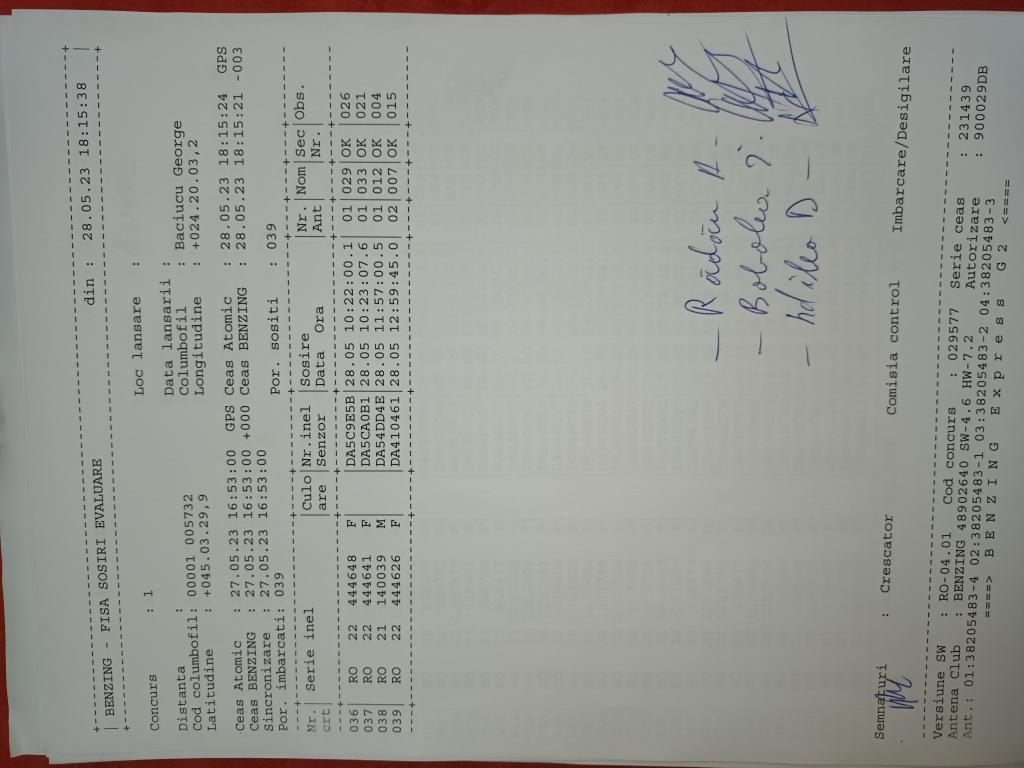 BENZING - FISA SOSIRI EVALUARE din : 28.05.23 18:15:38
Concurs : 1 Loc lansare :
Distanta : Data lansarii :
Cod columbofil: 00001 005732 Columbofil : Baciucu George
Latitudine : +045.03.29,9 Longitudine : +024.20.03,2
Ceas Atomic : 27.05.23 16:53:00 GPS Ceas Atomic : 28.05.23 18:15:24 GPS
Ceas BENZING : 27.05.23 16:53:00 +000 Ceas BENZING : 28.05.23 18:15:21 -003
Sincronizare : 27.05.23 16:53:00
Por. imbarcati: 039 Por. sositi : 039
Nr.| Serie inel |Culo|Nr.inel |Sosire |Nr. |Nom|Sec|Obs.
crt| |are |Senzor |Data Ora |Ant | |Nr.|
036 RO 22 444648 F | |DA5C9E5B|28.05 10:22:00.1| 01|029|OK |026
037 RO 22 444641 F | |DA5CA0B1|28.05 10:23:07.6| 01|033|OK |021
038 RO 21 140039 M | |DA54DD4E|28.05 11:57:00.5| 01|012|OK |004
039 RO 22 444626 F | |DA410461|28.05 12:59:45.0| 02|007|OK |015
Semnaturi : Crescator Comisia control Imbarcare/Desigilare
Versiune SW : RO-04.01 Cod concurs : 029577 Serie ceas : 231439
Antena Club : BENZING 48902640 SW-4.6 HW-7.2 Autorizare : 900029DB
Ant.: 01:38205483-4 02:38205483-1 03:38205483-2 04:38205483-3
====> B E N Z I N G E x p r e s s G 2 <====